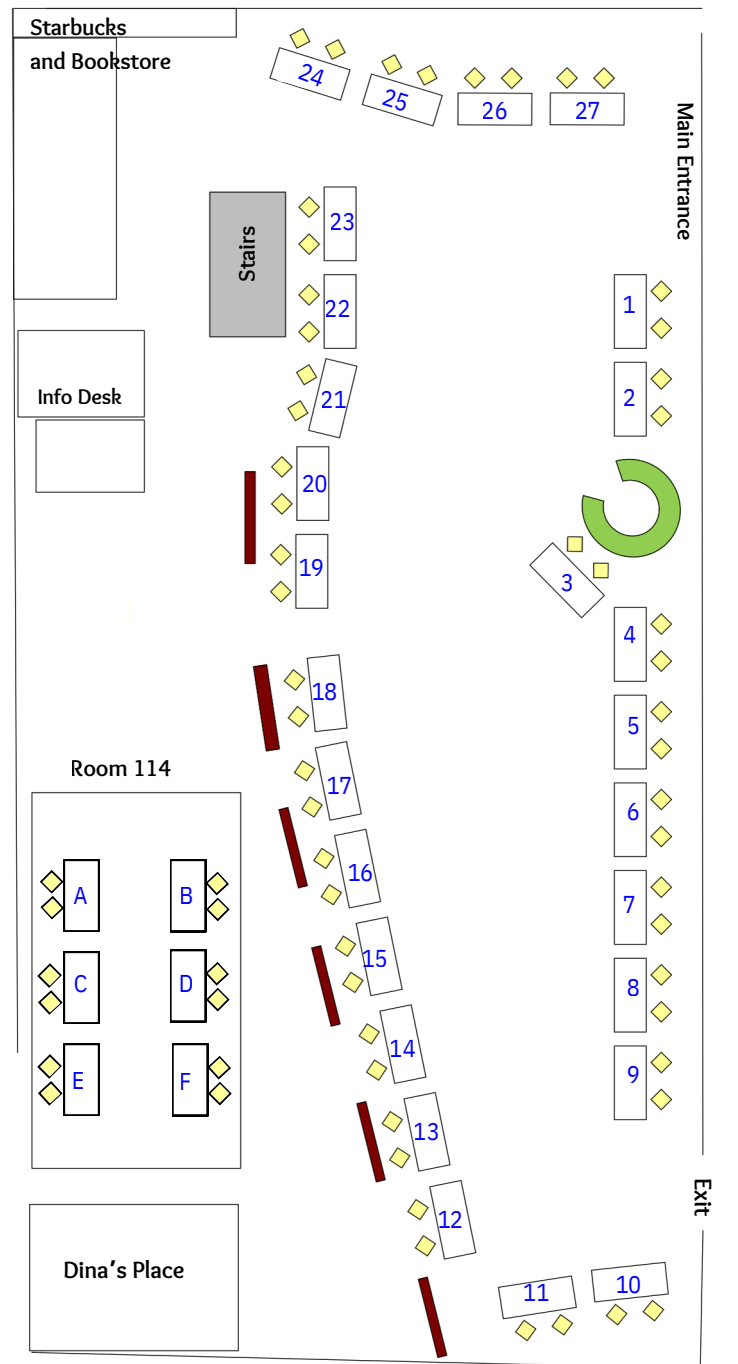 Starbucks
and Bookstore
24
25
26
27
Main Entrance
Stairs
23
22
21
20
19
1
2
3
4
5
6
7
8
9
Info Desk
18
17
16
15
14
13
12
11
10
Room 114
A
B
C
D
E
F
Exit
Dina's Place